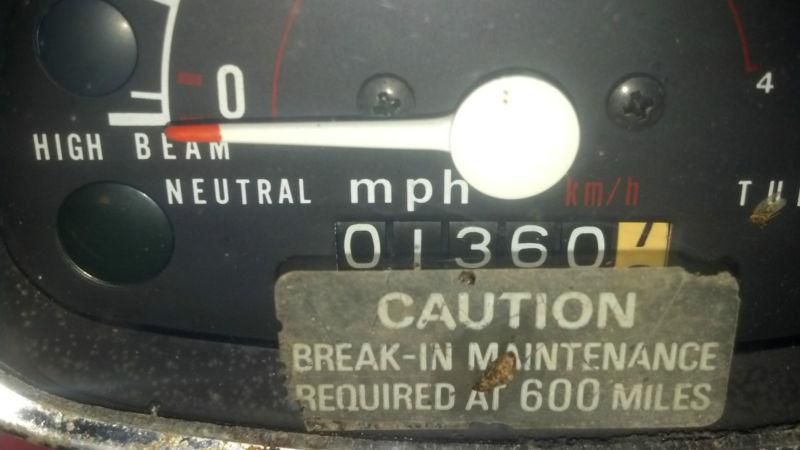 0
4
HIGH BEAM
NEUTRAL mph km/h
01360
CAUTION
BREAK-IN MAINTENANCE
REQUIRED AT 600 MILES